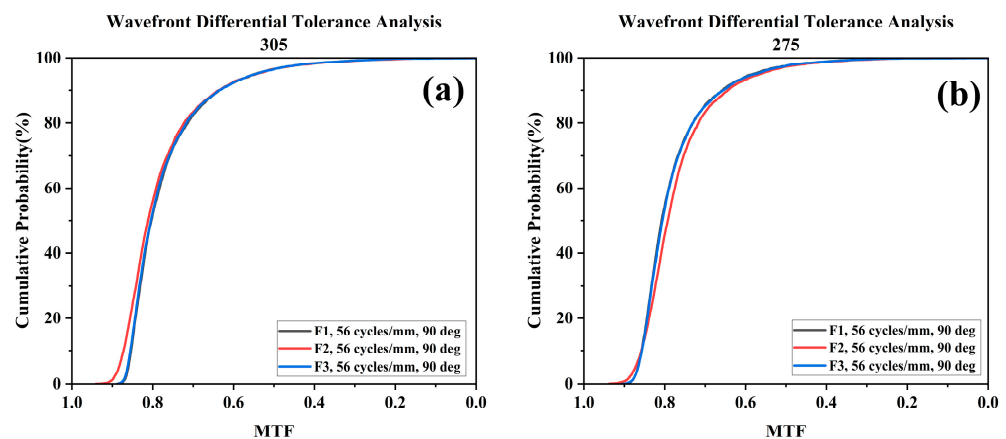 Wavefront Differential Tolerance Analysis
305
(a)
100
80
60
40
20
0
Cumulative Probability(%)
F1, 56 cycles/mm, 90 deg
F2, 56 cycles/mm, 90 deg
F3, 56 cycles/mm, 90 deg
1.0 0.8 0.6 0.4 0.2 0.0
MTF
Wavefront Differential Tolerance Analysis
275
(b)
100
80
60
40
20
0
Cumulative Probability(%)
F1, 56 cycles/mm, 90 deg
F2, 56 cycles/mm, 90 deg
F3, 56 cycles/mm, 90 deg
1.0 0.8 0.6 0.4 0.2 0.0
MTF